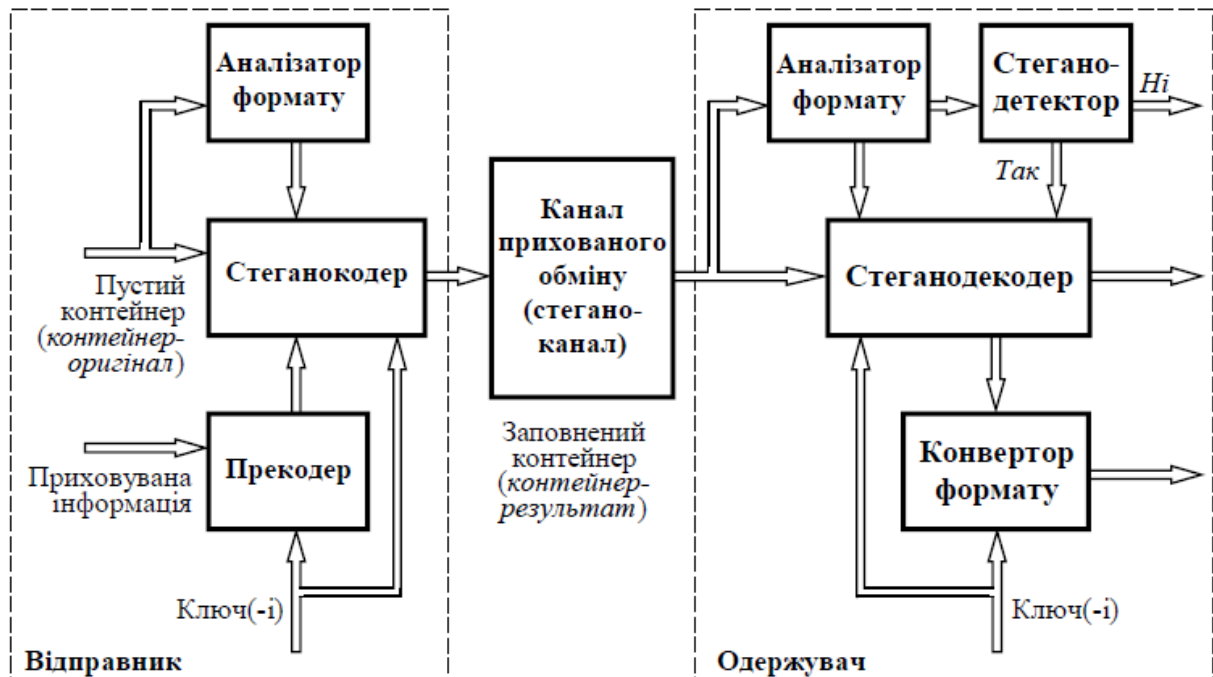 Аналізатор
формату
Стеганокодер
Пустий
контейнер
(контейнер-
оригінал)
Прекодер
Приховувана
інформація
Ключ(-і)
Відправник
Канал
прихованого
обміну
(стегано-
канал)
Заповнений
контейнер
(контейнер-
результат)
Аналізатор
формату
Стегано-
детектор
Ні
Так
Стеганодекодер
Конвертор
формату
Ключ(-і)
Одержувач